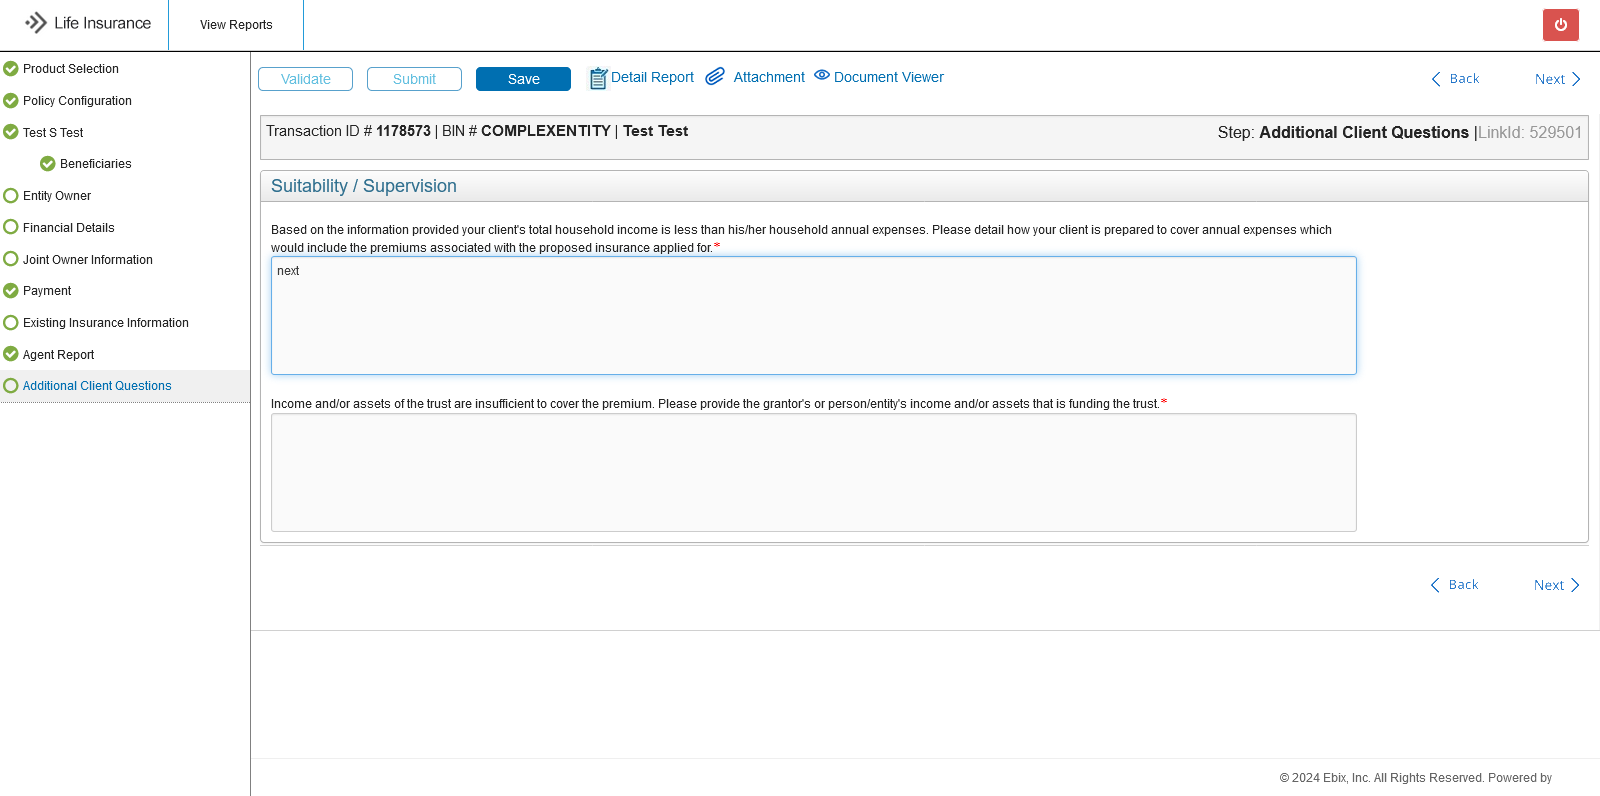 Life Insurance
View Reports
Product Selection
Policy Configuration
Test S Test
Beneficiaries
Entity Owner
Financial Details
Joint Owner Information
Payment
Existing Insurance Information
Agent Report
Additional Client Questions
Validate
Submit
Save
Detail Report
Attachment
Document Viewer
Back
Next
Transaction ID # 1178573 | BIN # COMPLEXENTITY | Test Test
Step: Additional Client Questions |LinkId: 529501
Suitability / Supervision
Based on the information provided your client's total household income is less than his/her household annual expenses. Please detail how your client is prepared to cover annual expenses which
would include the premiums associated with the proposed insurance applied for.*
next
Income and/or assets of the trust are insufficient to cover the premium. Please provide the grantor's or person/entity's income and/or assets that is funding the trust.*
Back
Next
© 2024 Ebix, Inc. All Rights Reserved. Powered by